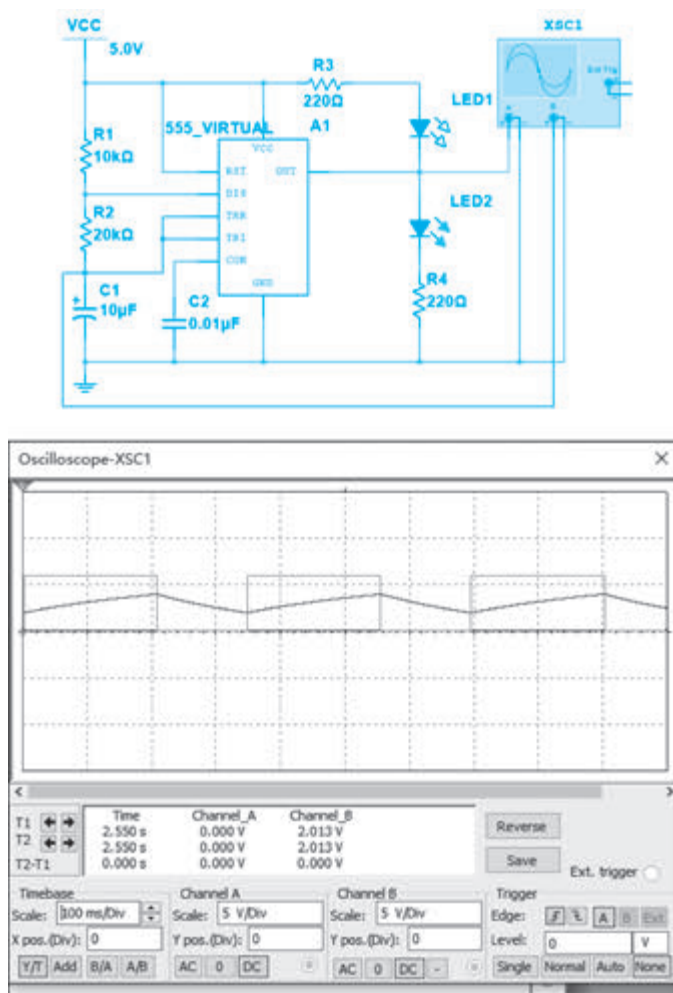 VCC
5.0V
XSC1
Ext Trig
R3
220Ω
LED1
R1
10kΩ
555_VIRTUAL
A1
VCC
RST
OUT
DIS
R2
20kΩ
THR
TRI
CON
LED2
R4
220Ω
GND
C1
10μF
C2
0.01μF
Oscilloscope-XSC1
Time Channel_A Channel_B
T1 2.550 s 0.000 V 2.013 V
T2 2.550 s 0.000 V 2.013 V
T2-T1 0.000 s 0.000 V 0.000 V
Reverse
Save
Ext. trigger
Timebase
Scale: 100 ms/Div
X pos.(Div): 0
Y/T Add B/A A/B
Channel A
Scale: 5 V/Div
Y pos.(Div): 0
AC 0 DC
Channel B
Scale: 5 V/Div
Y pos.(Div): 0
AC 0 DC -
Trigger
Edge: A B Ext
Level: 0 V
Single Normal Auto None